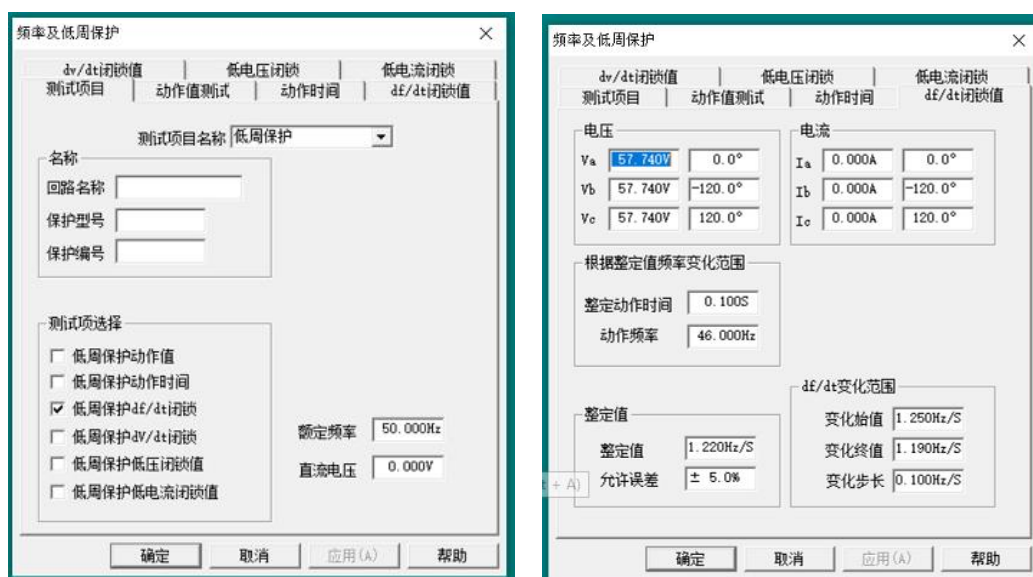 频率及低周保护
dv/dt闭锁值 低电压闭锁 低电流闭锁
测试项目 动作值测试 动作时间 df/dt闭锁值
测试项目名称 低周保护
名称
回路名称
保护型号
保护编号
测试项选择
低周保护动作值
低周保护动作时间
低周保护df/dt闭锁
低周保护dV/dt闭锁
低周保护低压闭锁值
低周保护低电流闭锁值
额定频率 50.000Hz
直流电压 0.000V
确定 取消 应用(A) 帮助
频率及低周保护
dv/dt闭锁值 低电压闭锁 低电流闭锁
测试项目 动作值测试 动作时间 df/dt闭锁值
电压
Va 57.740V 0.0°
Vb 57.740V -120.0°
Vc 57.740V 120.0°
电流
Ia 0.000A 0.0°
Ib 0.000A -120.0°
Ic 0.000A 120.0°
根据整定值频率变化范围
整定动作时间 0.100S
动作频率 46.000Hz
整定值
整定值 1.220Hz/S
允许误差 ± 5.0%
df/dt变化范围
变化始值 1.250Hz/S
变化终值 1.190Hz/S
变化步长 0.100Hz/S
+ A)
确定 取消 应用(A) 帮助